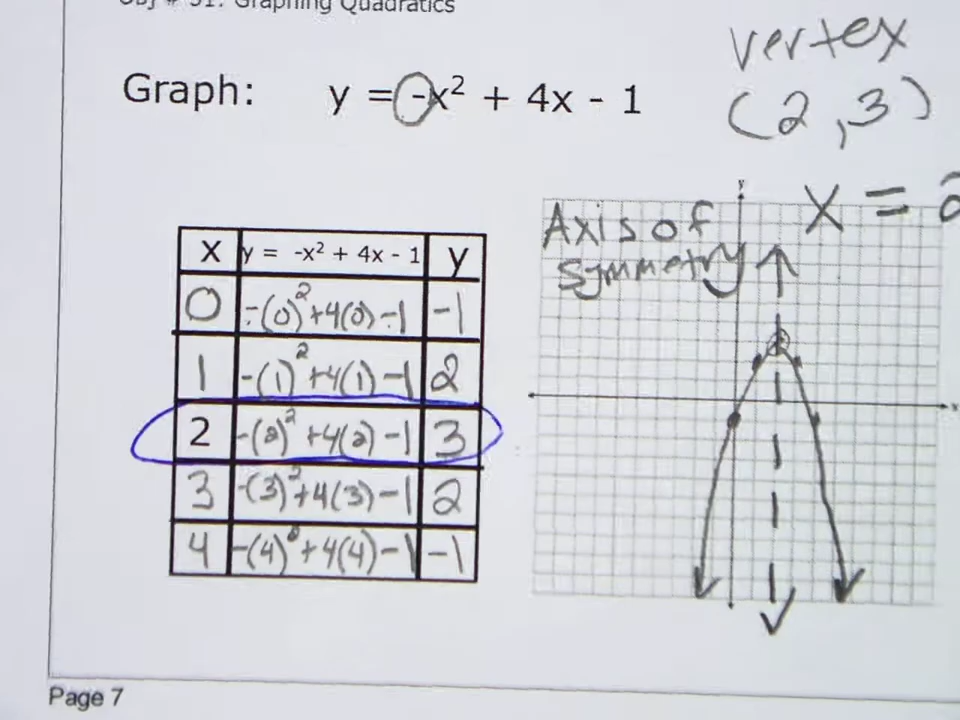 Obj # 51: Graphing Quadratics
vertex
Graph: y = -x² + 4x - 1
(2,3)
X =
Axis of
symmetry
y
x y = -x² + 4x - 1 y
0 -(0)²+4(0)-1 -1
1 -(1)²+4(1)-1 2
2 -(2)²+4(2)-1 3
3 -(3)²+4(3)-1 2
4 -(4)²+4(4)-1 -1
x
Page 7